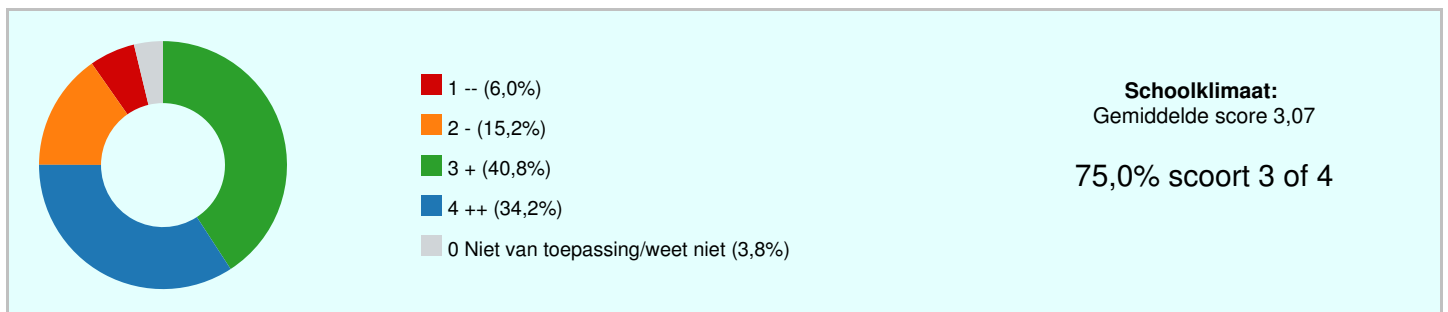 1 -- (6,0%)
2 - (15,2%)
3 + (40,8%)
4 ++ (34,2%)
0 Niet van toepassing/weet niet (3,8%)
Schoolklimaat:
Gemiddelde score 3,07
75,0% scoort 3 of 4